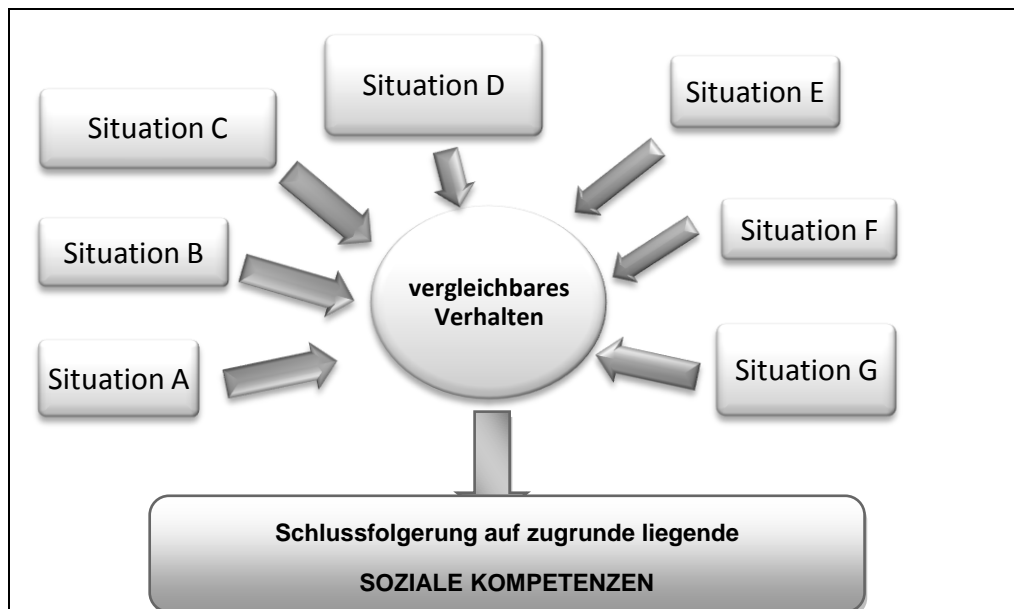 Situation D
Situation E
Situation C
Situation F
Situation B
vergleichbares
Verhalten
Situation G
Situation A
Schlussfolgerung auf zugrunde liegende
SOZIALE KOMPETENZEN